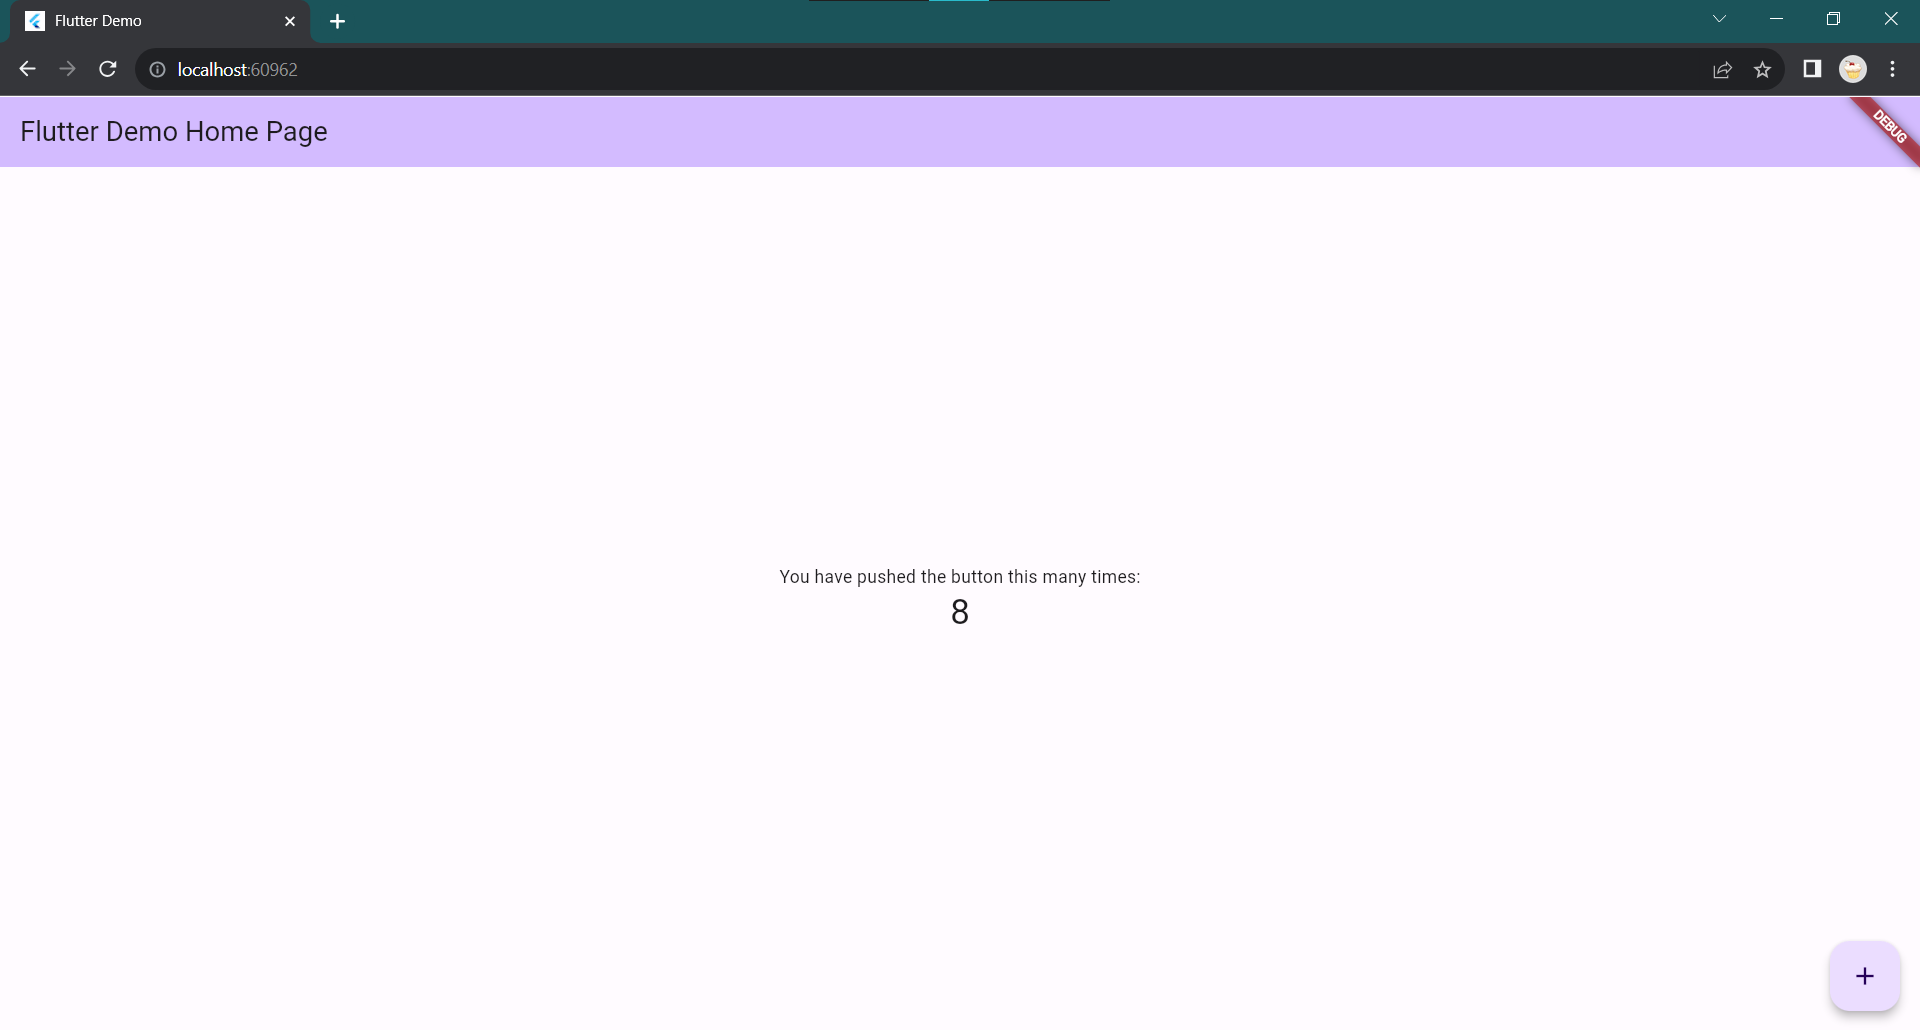 Flutter Demo
localhost:60962
Flutter Demo Home Page
DEBUG
You have pushed the button this many times:
8